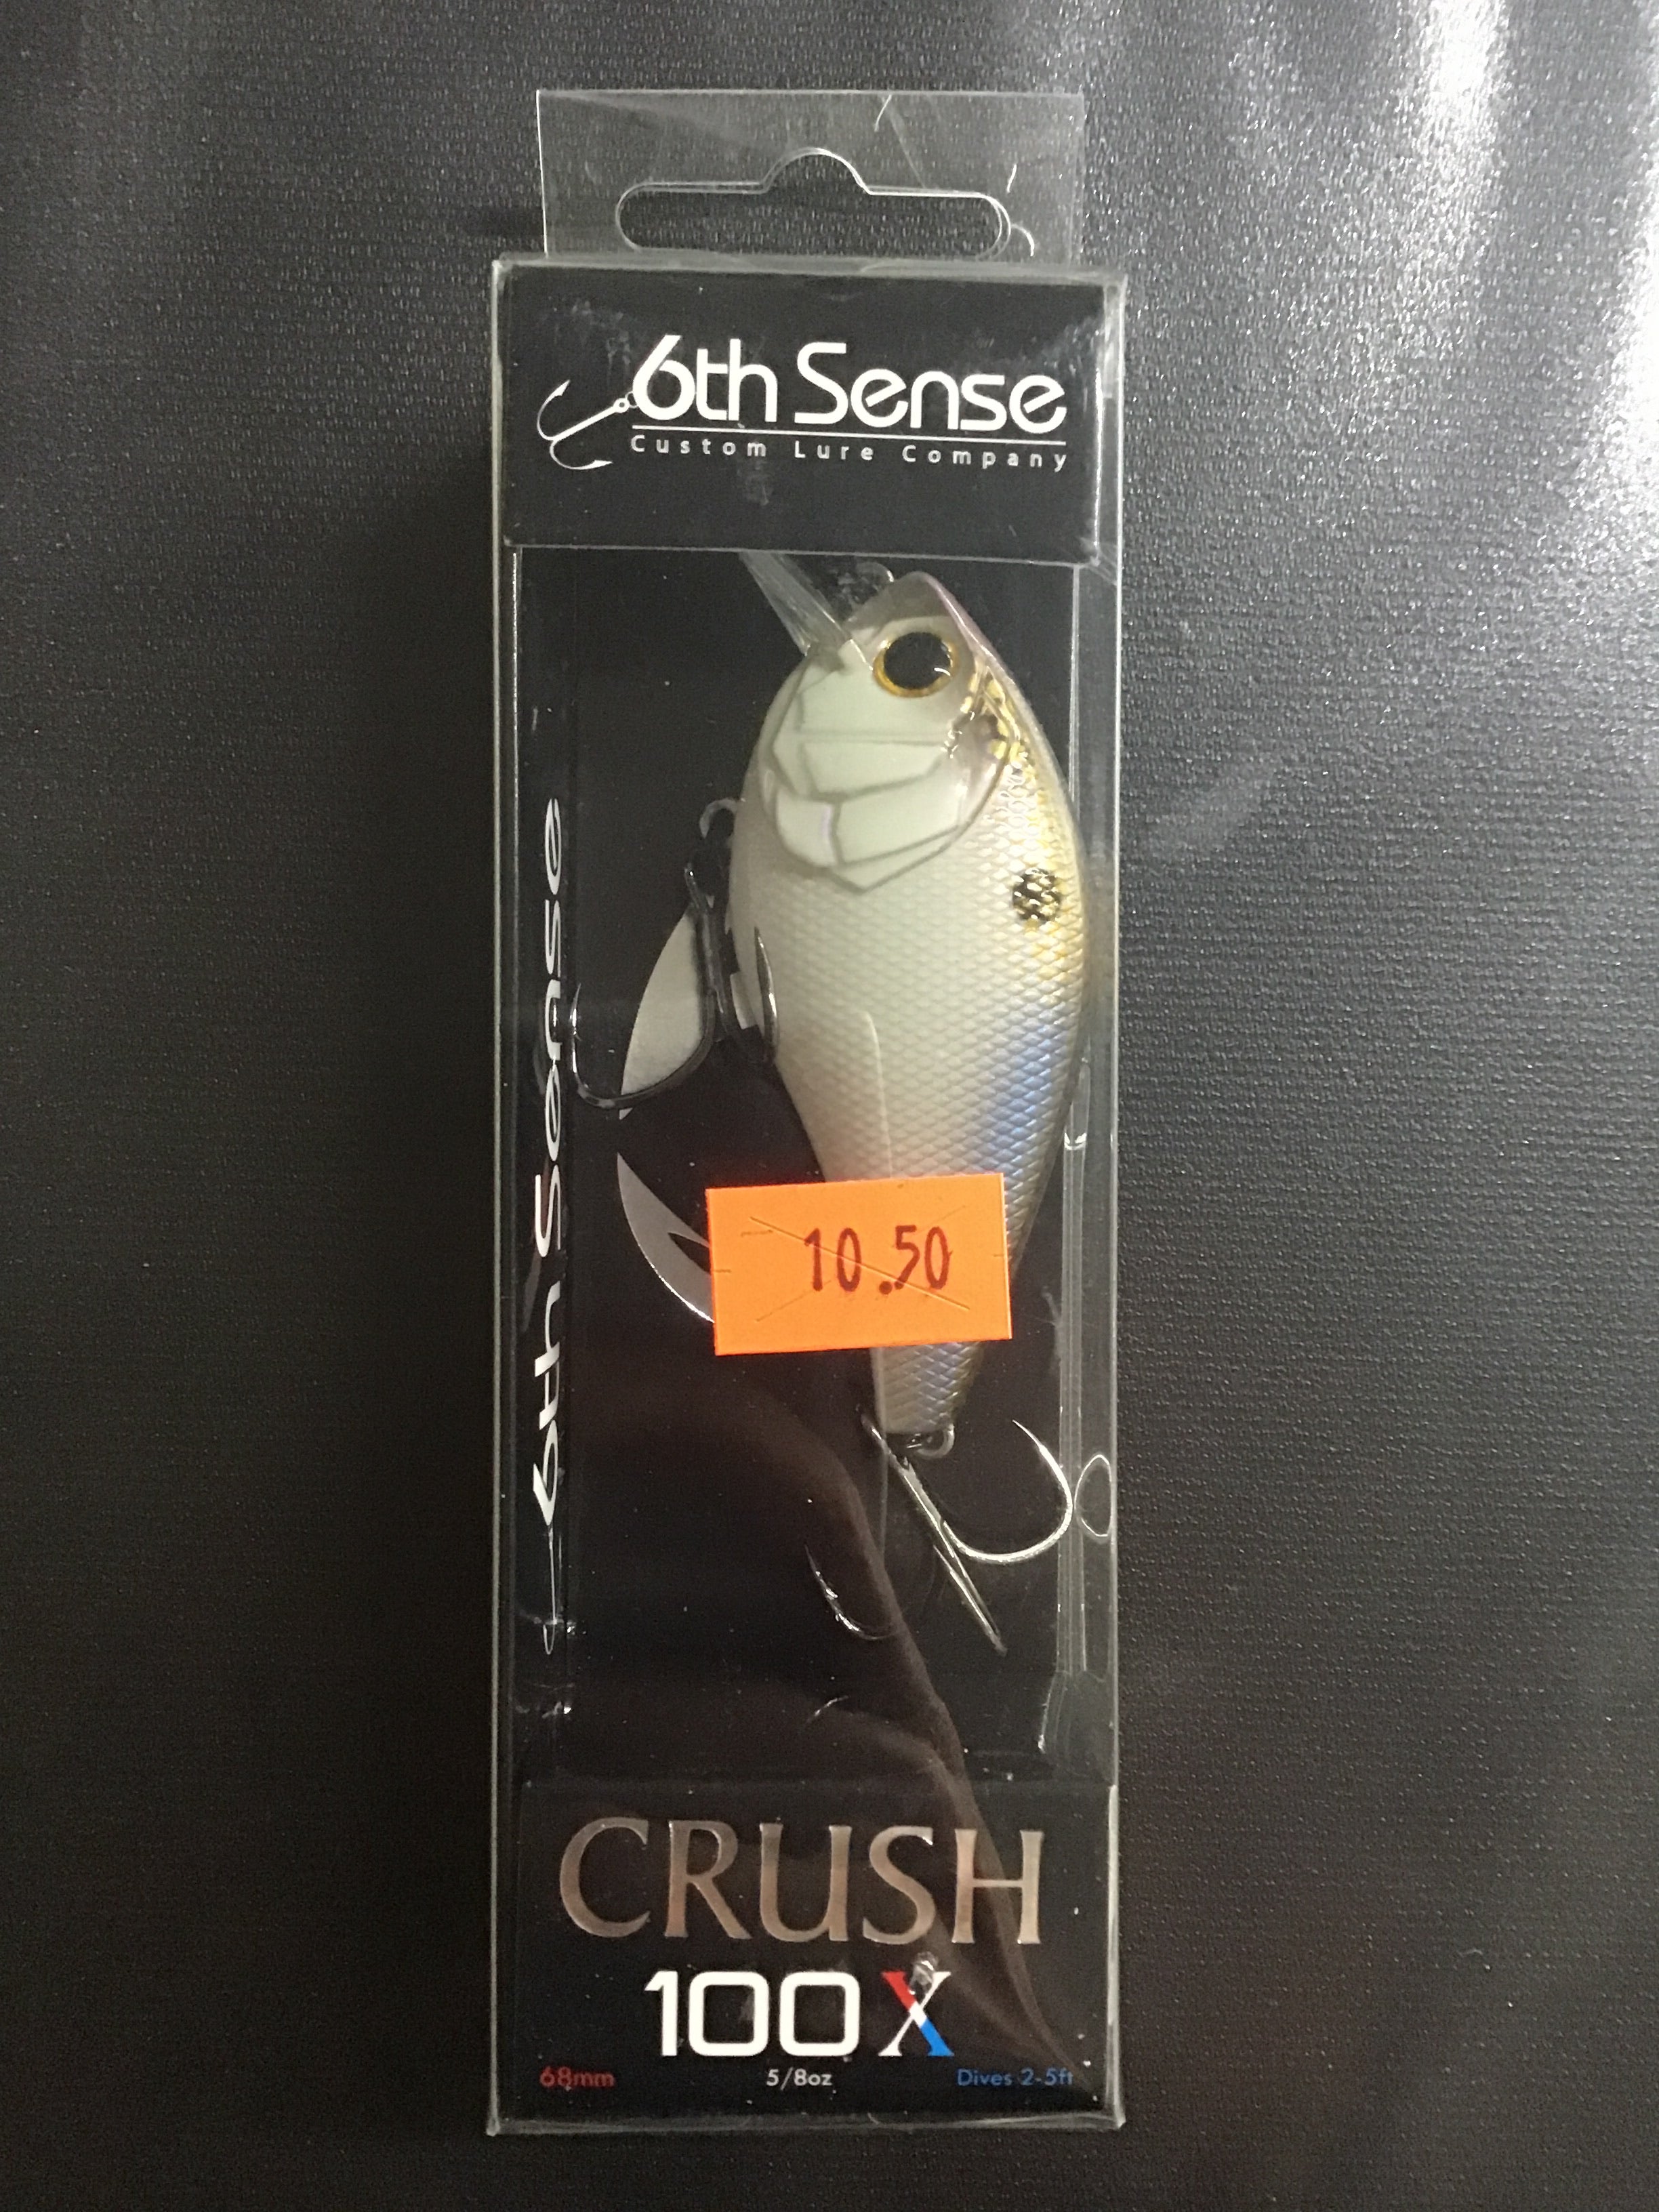 6th Sense
Custom Lure Company
6th Sense
10.50
CRUSH
100X
68mm 5/8oz Dives 2-5ft